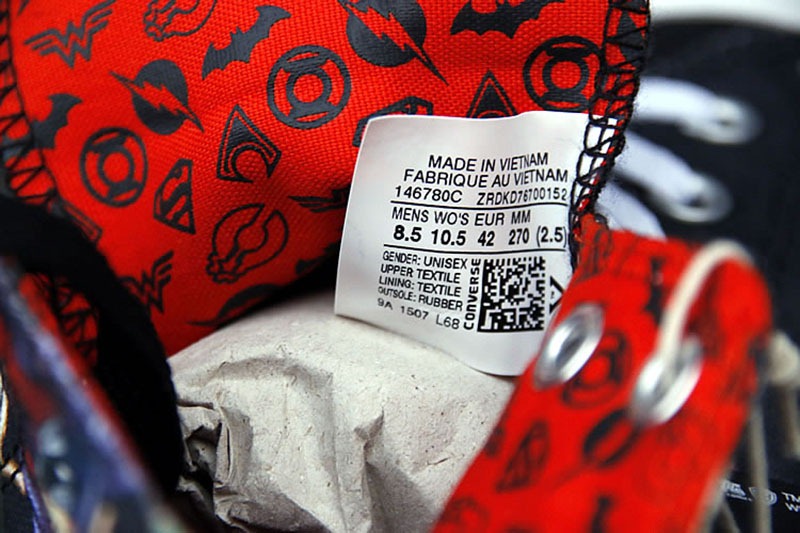 MADE IN VIETNAM
FABRIQUE AU VIETNAM
146780C ZRDKD76700152
MENS WO'S EUR MM
8.5 10.5 42 270 (2.5)
GENDER: UNISEX
UPPER: TEXTILE
LINING: TEXTILE
OUTSOLE: RUBBER
9A 1507 L68
CONVERSE
TM